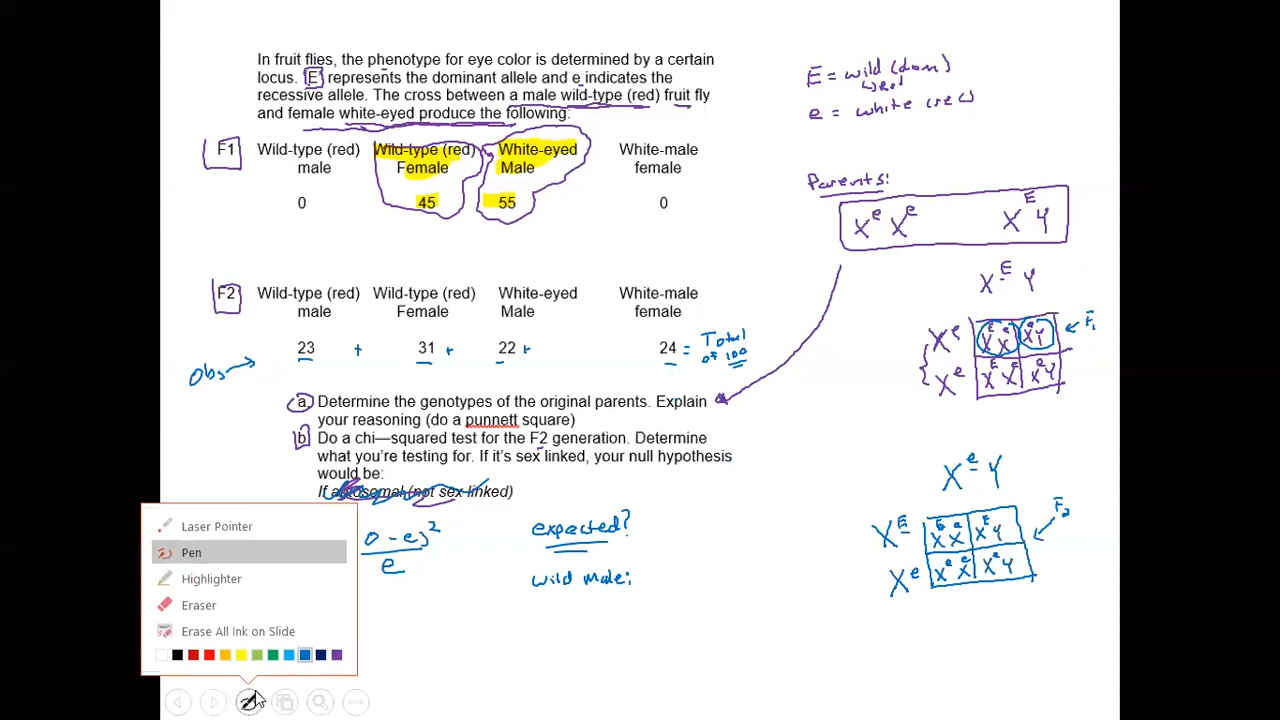 In fruit flies, the phenotype for eye color is determined by a certain
locus. E represents the dominant allele and e indicates the
recessive allele. The cross between a male wild-type (red) fruit fly
and female white-eyed produce the following:
E = wild (dom)
↳red
e = white (rec)
F1 Wild-type (red) male Wild-type (red) Female White-eyed Male White-male female
0 45 55 0
Parents:
X^e X^e X^E Y
X^E Y
X^e X^E X^e X^e Y ← F1
X^e X^E X^e X^e Y
F2 Wild-type (red) male Wild-type (red) Female White-eyed Male White-male female
Obs → 23 + 31 + 22 + 24 = Total of 100
a. Determine the genotypes of the original parents. Explain
your reasoning (do a punnett square)
b. Do a chi—squared test for the F2 generation. Determine
what you're testing for. If it's sex linked, your null hypothesis
would be:
If autosomal (not sex-linked)
X^e Y
X^E X^E X^e X^E Y ← F2
X^e X^e X^e X^e Y
o - e)^2
e
expected?
wild male:
Laser Pointer
Pen
Highlighter
Eraser
Erase All Ink on Slide